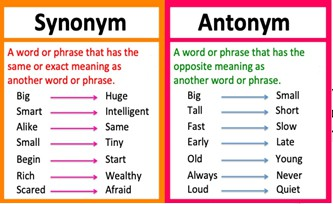 Synonym
A word or phrase that has the
same or exact meaning as
another word or phrase.
Big Huge
Smart Intelligent
Alike Same
Small Tiny
Begin Start
Rich Wealthy
Scared Afraid
Antonym
A word or phrase that has the
opposite meaning as
another word or phrase.
Big Small
Tall Short
Fast Slow
Early Late
Old Young
Always Never
Loud Quiet